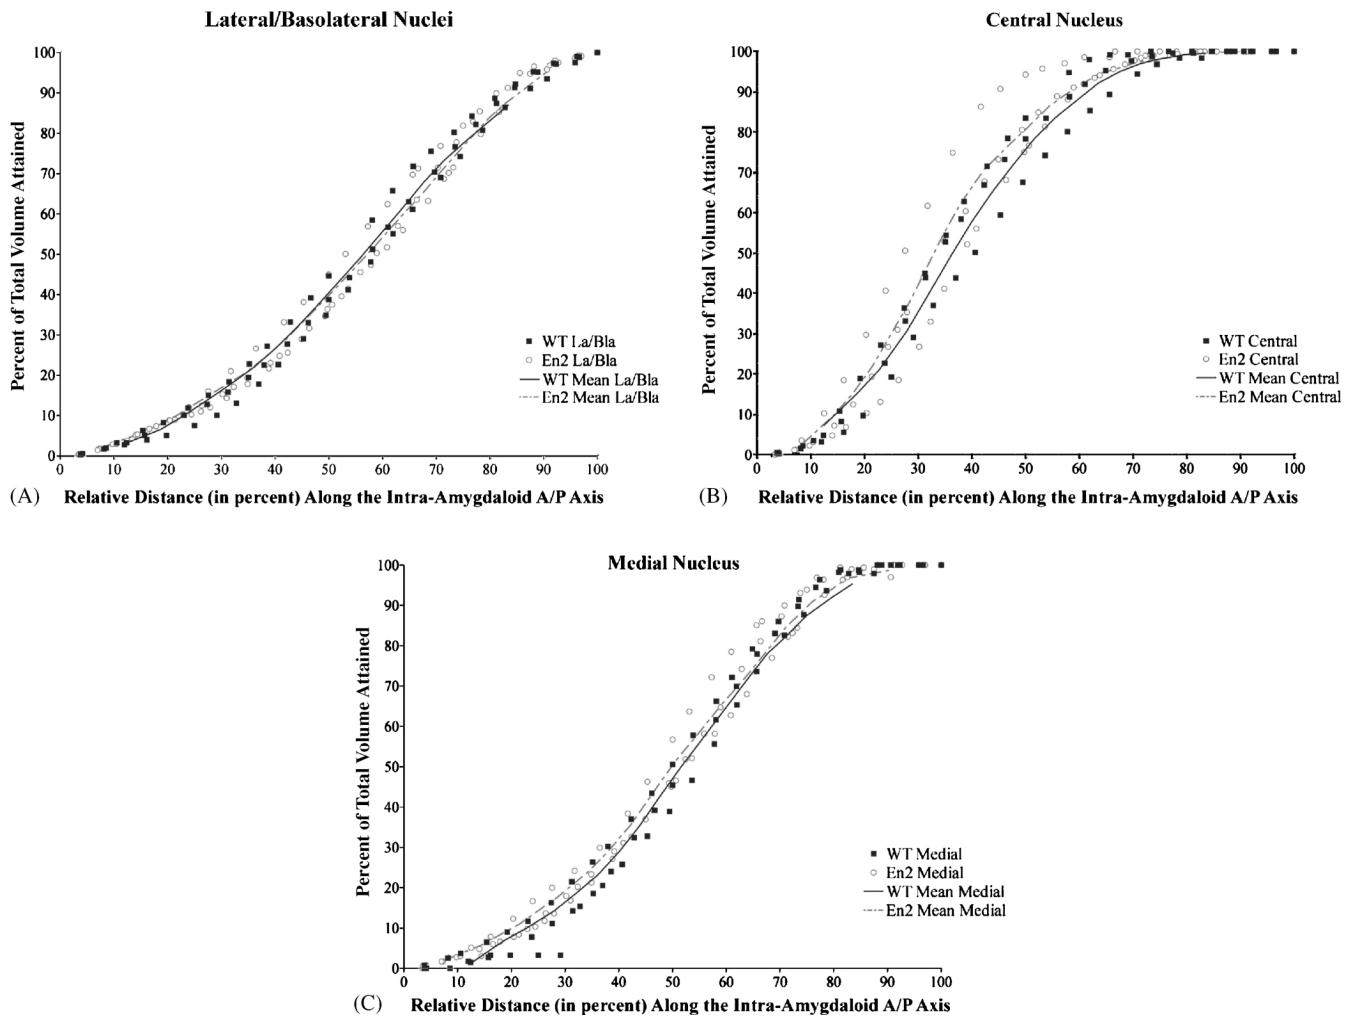 Lateral/Basolateral Nuclei
Percent of Total Volume Attained
100
90
80
70
60
50
40
30
20
10
0
0 10 20 30 40 50 60 70 80 90 100
WT La/Bla
En2 La/Bla
WT Mean La/Bla
En2 Mean La/Bla
(A) Relative Distance (in percent) Along the Intra-Amygdaloid A/P Axis
Central Nucleus
Percent of Total Volume Attained
100
90
80
70
60
50
40
30
20
10
0
0 10 20 30 40 50 60 70 80 90 100
WT Central
En2 Central
WT Mean Central
En2 Mean Central
(B) Relative Distance (in percent) Along the Intra-Amygdaloid A/P Axis
Medial Nucleus
Percent of Total Volume Attained
100
90
80
70
60
50
40
30
20
10
0
0 10 20 30 40 50 60 70 80 90 100
WT Medial
En2 Medial
WT Mean Medial
En2 Mean Medial
(C) Relative Distance (in percent) Along the Intra-Amygdaloid A/P Axis